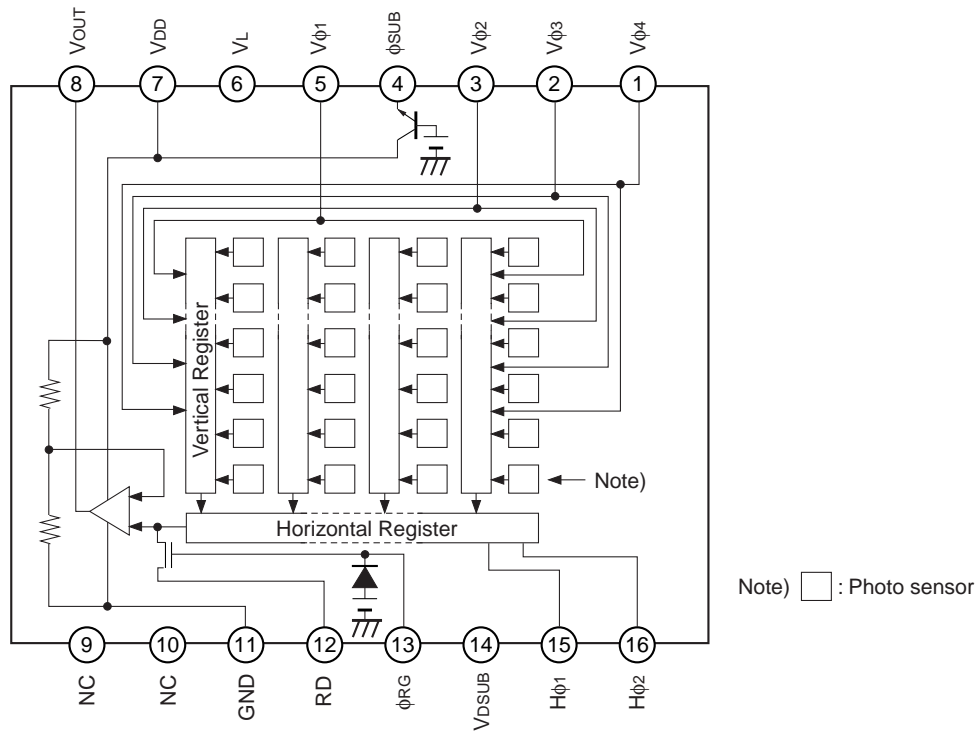 VOUT
VDD
VL
Vϕ1
ϕSUB
Vϕ2
Vϕ3
Vϕ4
8
7
6
5
4
3
2
1
Vertical Register
Note)
Horizontal Register
Note) : Photo sensor
9
10
11
12
13
14
15
16
NC
NC
GND
RD
ϕRG
VDSUB
Hϕ1
Hϕ2